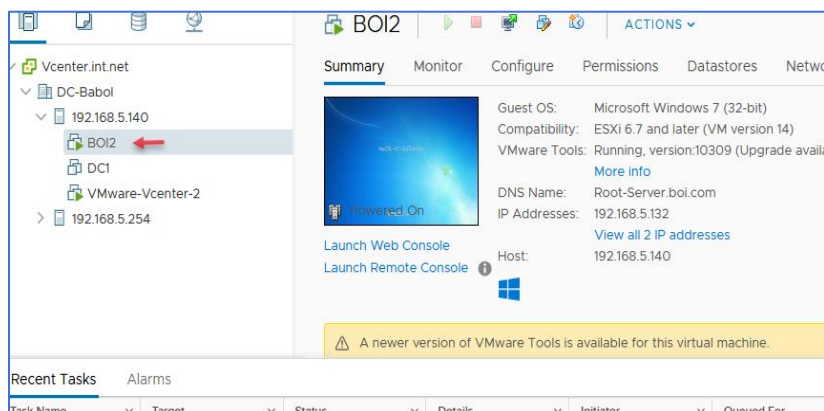 BOI2 ACTIONS
Vcenter.int.net
DC-Babol
192.168.5.140
BOI2
DC1
VMware-Vcenter-2
192.168.5.254
Summary Monitor Configure Permissions Datastores Netwo
Powered On
Guest OS: Microsoft Windows 7 (32-bit)
Compatibility: ESXi 6.7 and later (VM version 14)
VMware Tools: Running, version:10309 (Upgrade availa
More info
DNS Name: Root-Server.boi.com
IP Addresses: 192.168.5.132
View all 2 IP addresses
Host: 192.168.5.140
Launch Web Console
Launch Remote Console
A newer version of VMware Tools is available for this virtual machine.
Recent Tasks Alarms
Task Name Target Status Details Initiator Queued For